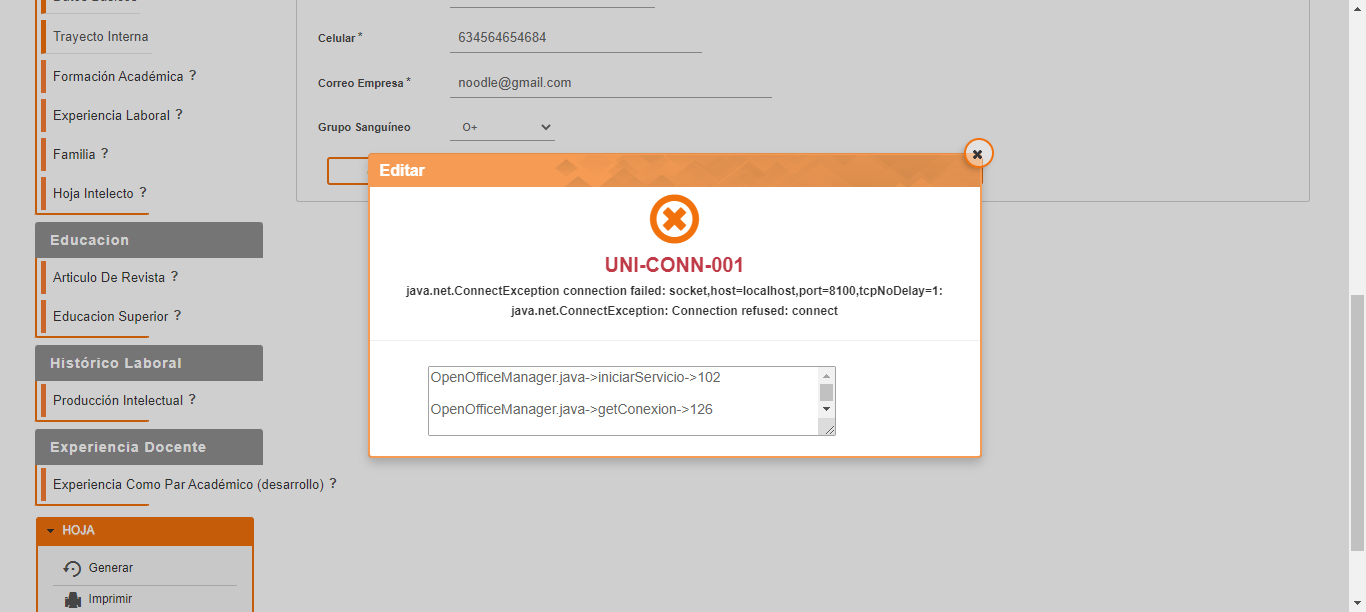 Trayecto Interna
Formación Académica ?
Experiencia Laboral ?
Familia ?
Hoja Intelecto ?
Educacion
Articulo De Revista ?
Educacion Superior ?
Histórico Laboral
Producción Intelectual ?
Experiencia Docente
Experiencia Como Par Académico (desarrollo) ?
HOJA
Generar
Imprimir
Celular*
634564654684
Correo Empresa*
noodle@gmail.com
Grupo Sanguíneo
O+
Editar
UNI-CONN-001
java.net.ConnectException connection failed: socket,host=localhost,port=8100,tcpNoDelay=1:
java.net.ConnectException: Connection refused: connect
OpenOfficeManager.java->iniciarServicio->102
OpenOfficeManager.java->getConexion->126